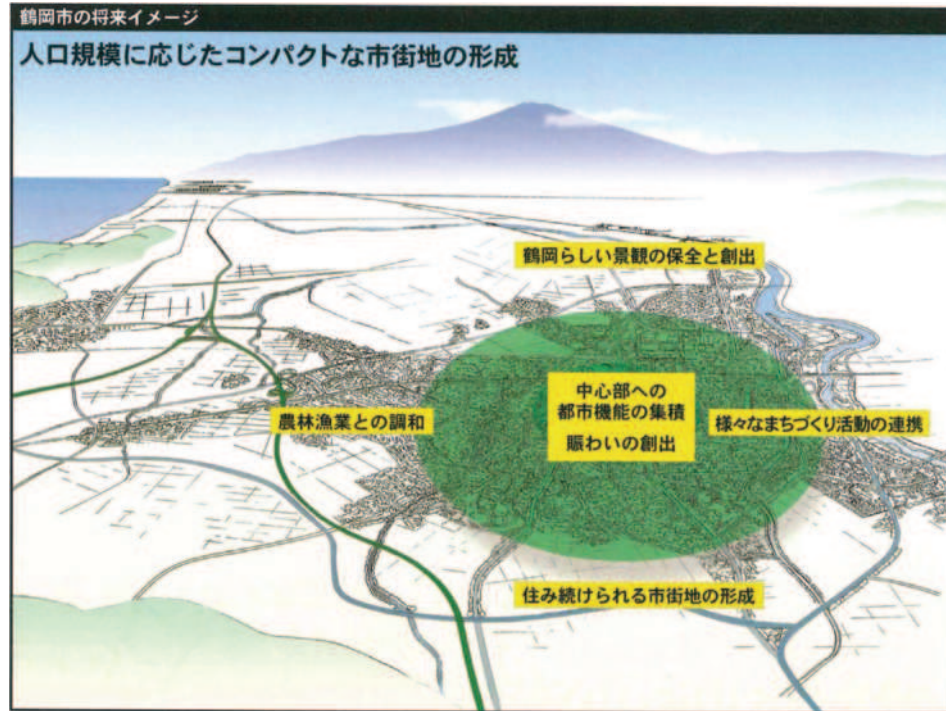 鶴岡市の将来イメージ
人口規模に応じたコンパクトな市街地の形成
鶴岡らしい景観の保全と創出
中心部への
都市機能の集積
賑わいの創出
農林漁業との調和
様々なまちづくり活動の連携
住み続けられる市街地の形成